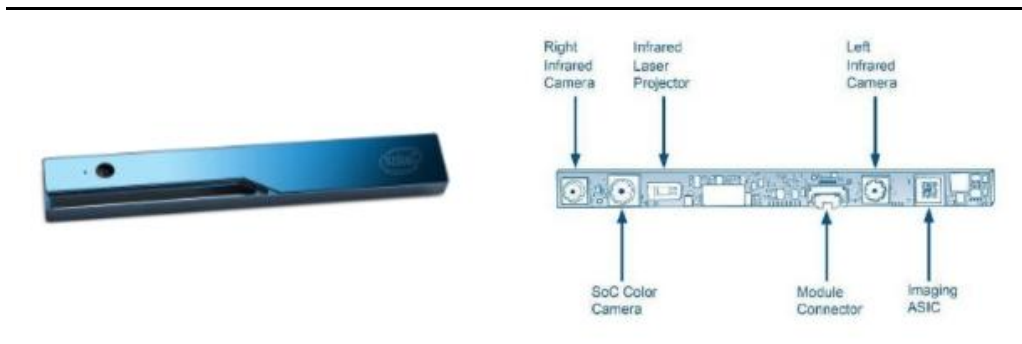 Right
Infrared
Camera
Infrared
Laser
Projector
Left
Infrared
Camera
SoC Color
Camera
Module
Connector
Imaging
ASIC